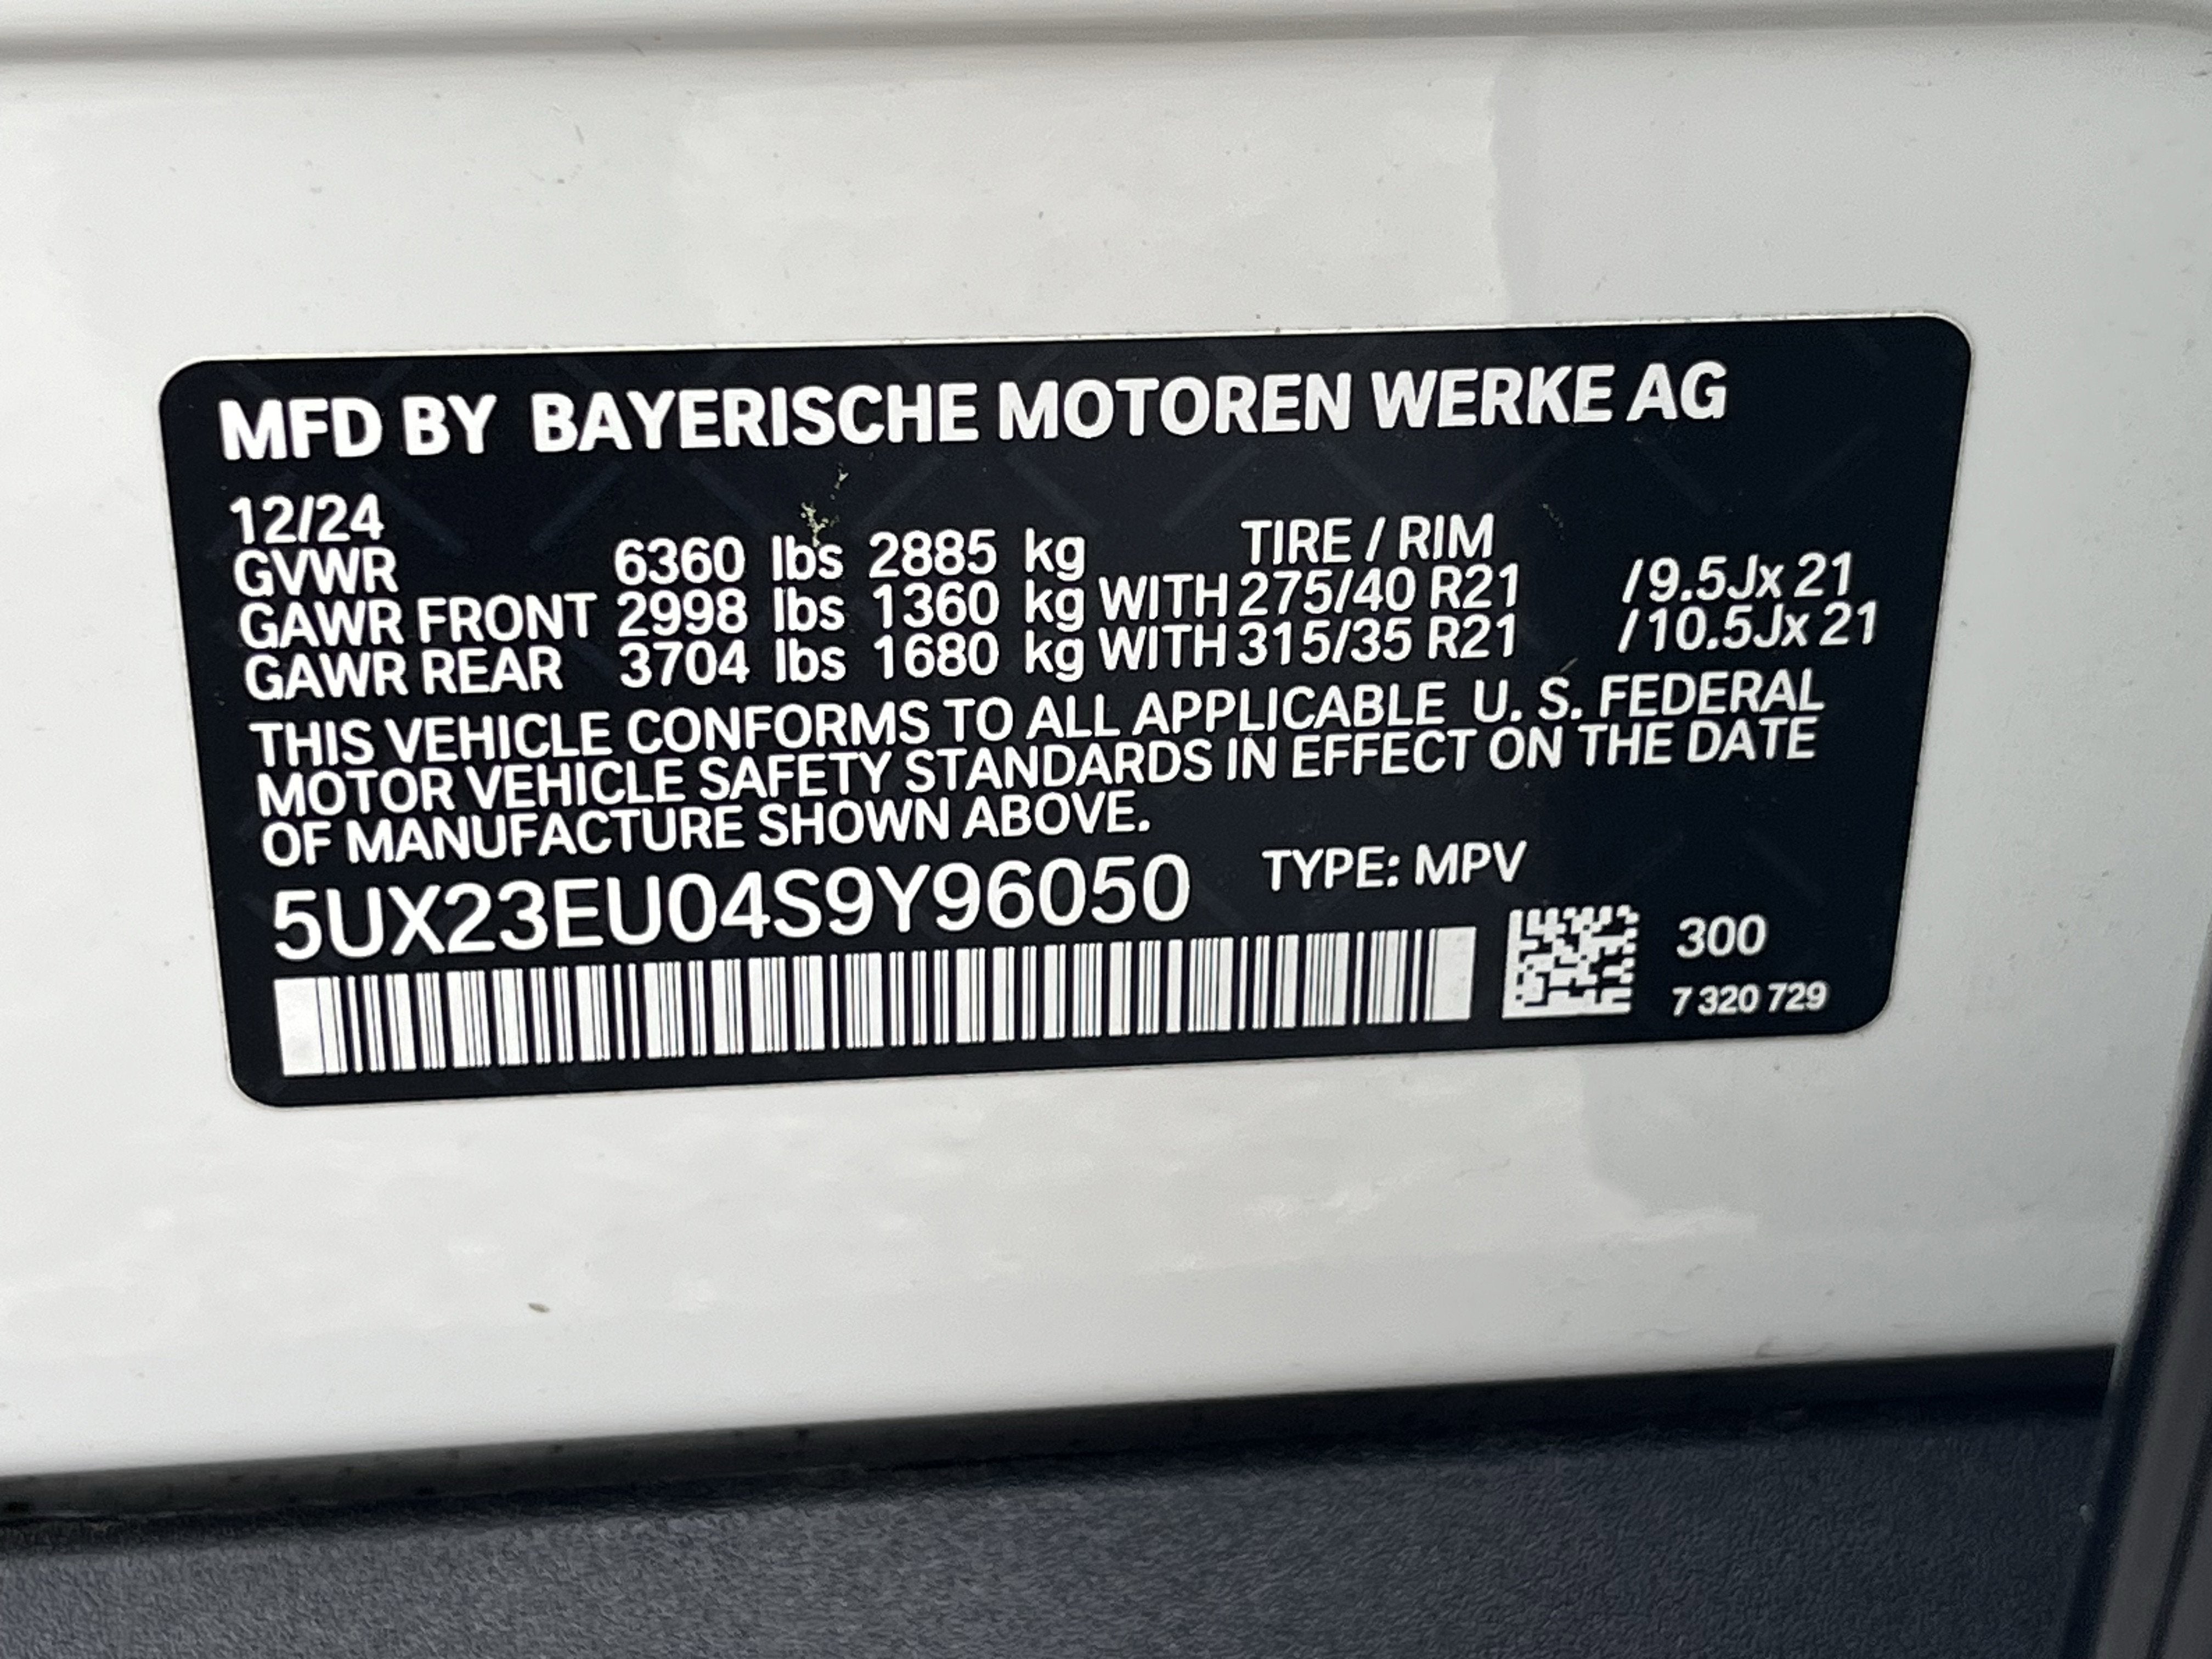 MFD BY BAYERISCHE MOTOREN WERKE AG
12/24 TIRE / RIM
GVWR 6360 lbs 2885 kg
GAWR FRONT 2998 lbs 1360 kg WITH 275/40 R21 /9.5Jx 21
GAWR REAR 3704 lbs 1680 kg WITH 315/35 R21 /10.5Jx 21
THIS VEHICLE CONFORMS TO ALL APPLICABLE U. S. FEDERAL
MOTOR VEHICLE SAFETY STANDARDS IN EFFECT ON THE DATE
OF MANUFACTURE SHOWN ABOVE.
5UX23EU04S9Y96050 TYPE: MPV
300
7 320 729